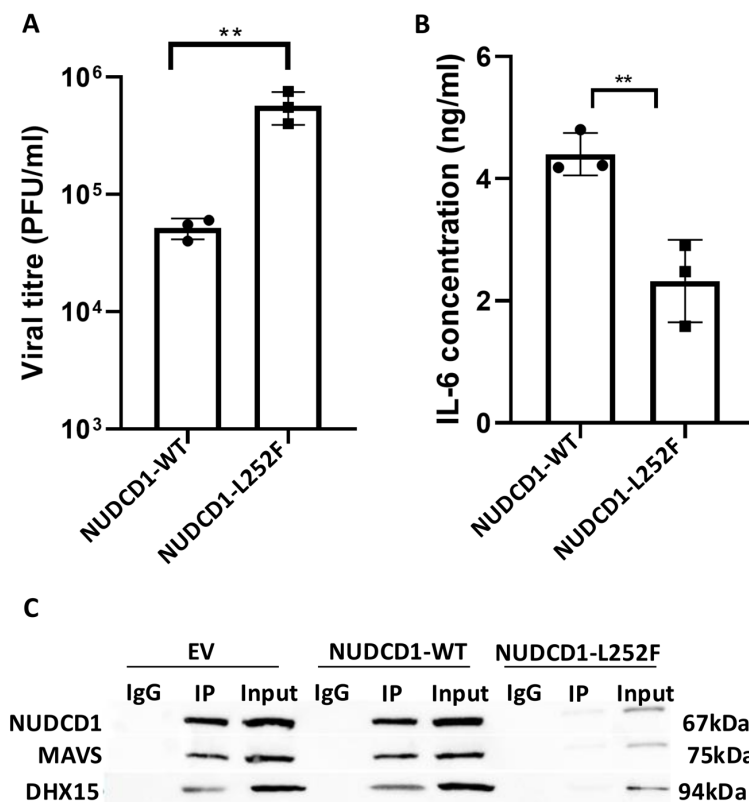 A
**
10⁶
10⁵
10⁴
10³
Viral titre (PFU/ml)
NUDCD1-WT
NUDCD1-L252F
B
**
6
4
2
0
IL-6 concentration (ng/ml)
NUDCD1-WT
NUDCD1-L252F
C
EV NUDCD1-WT NUDCD1-L252F
IgG IP Input IgG IP Input IgG IP Input
NUDCD1 67kDa
MAVS 75kDa
DHX15 94kDa